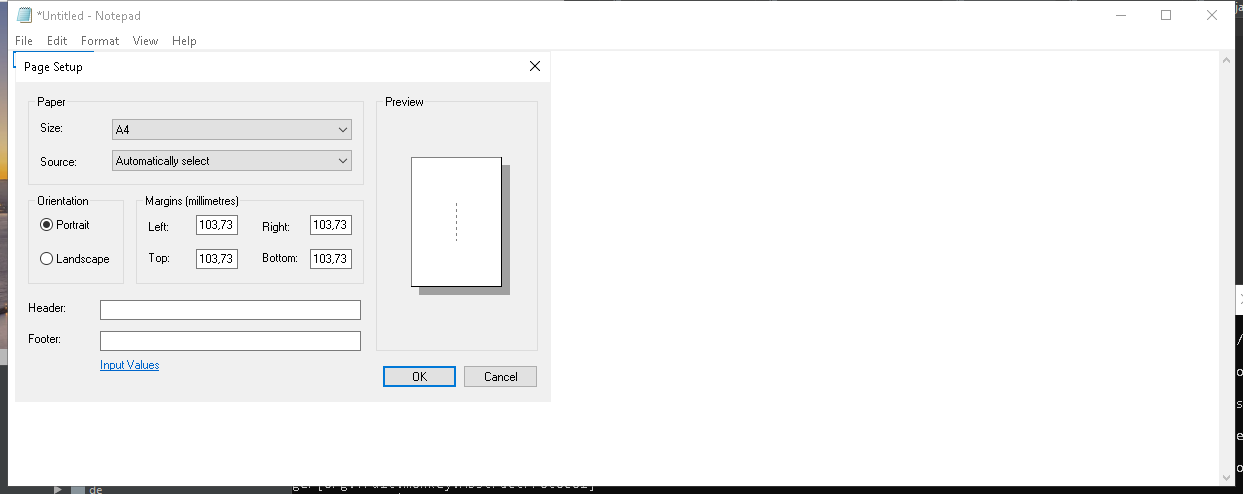 *Untitled - Notepad
File Edit Format View Help
Page Setup
Paper
Size: A4
Source: Automatically select
Orientation
Portrait
Landscape
Margins (millimetres)
Left: 103,73 Right: 103,73
Top: 103,73 Bottom: 103,73
Header:
Footer:
Input Values
Preview
OK Cancel
de